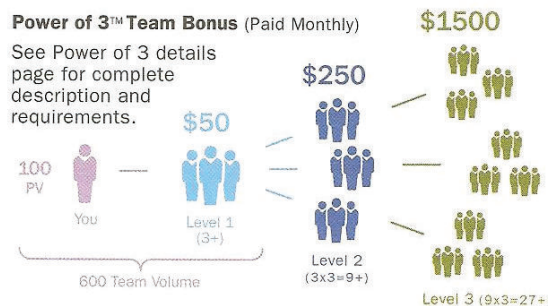 Power of 3™ Team Bonus (Paid Monthly)
See Power of 3 details
page for complete
description and
requirements.
$50
$250
$1500
100
PV
You
Level 1
(3+)
600 Team Volume
Level 2
(3x3=9+)
Level 3 (9x3=27+